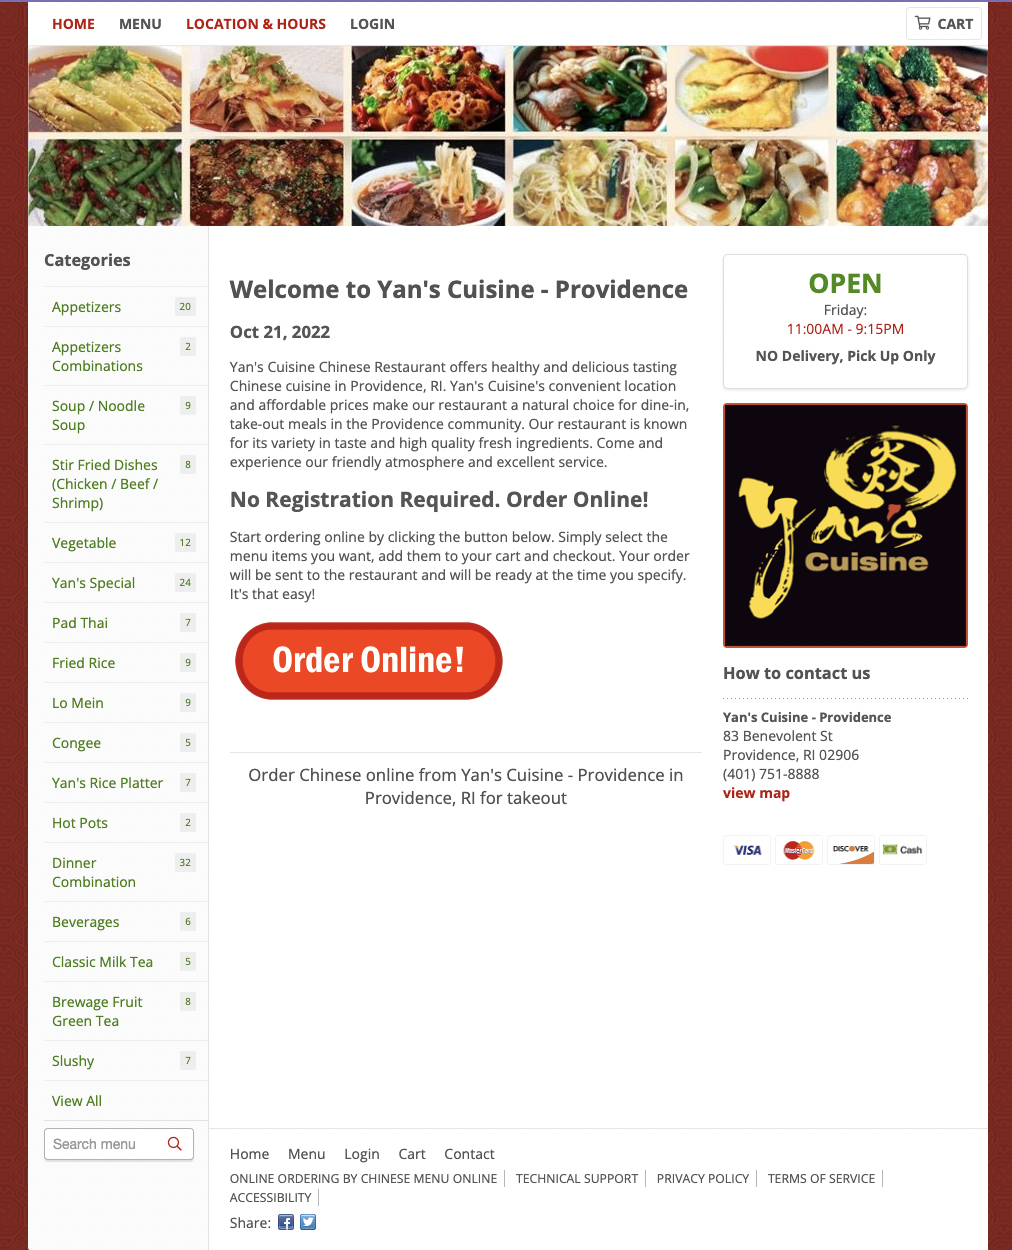 HOME MENU LOCATION & HOURS LOGIN CART
Categories
Appetizers 20
Appetizers 2
Combinations
Soup / Noodle 9
Soup
Stir Fried Dishes 8
(Chicken / Beef /
Shrimp)
Vegetable 12
Yan's Special 24
Pad Thai 7
Fried Rice 9
Lo Mein 9
Congee 5
Yan's Rice Platter 7
Hot Pots 2
Dinner 32
Combination
Beverages 6
Classic Milk Tea 5
Brewage Fruit 8
Green Tea
Slushy 7
View All
Search menu
Welcome to Yan's Cuisine - Providence
Oct 21, 2022
Yan's Cuisine Chinese Restaurant offers healthy and delicious tasting
Chinese cuisine in Providence, RI. Yan's Cuisine's convenient location
and affordable prices make our restaurant a natural choice for dine-in,
take-out meals in the Providence community. Our restaurant is known
for its variety in taste and high quality fresh ingredients. Come and
experience our friendly atmosphere and excellent service.
No Registration Required. Order Online!
Start ordering online by clicking the button below. Simply select the
menu items you want, add them to your cart and checkout. Your order
will be sent to the restaurant and will be ready at the time you specify.
It's that easy!
Order Online!
Order Chinese online from Yan's Cuisine - Providence in
Providence, RI for takeout
OPEN
Friday:
11:00AM - 9:15PM
NO Delivery, Pick Up Only
焱
Yan's
Cuisine
How to contact us
Yan's Cuisine - Providence
83 Benevolent St
Providence, RI 02906
(401) 751-8888
view map
VISA MasterCard DISCOVER Cash
Home Menu Login Cart Contact
ONLINE ORDERING BY CHINESE MENU ONLINE TECHNICAL SUPPORT PRIVACY POLICY TERMS OF SERVICE
ACCESSIBILITY
Share: